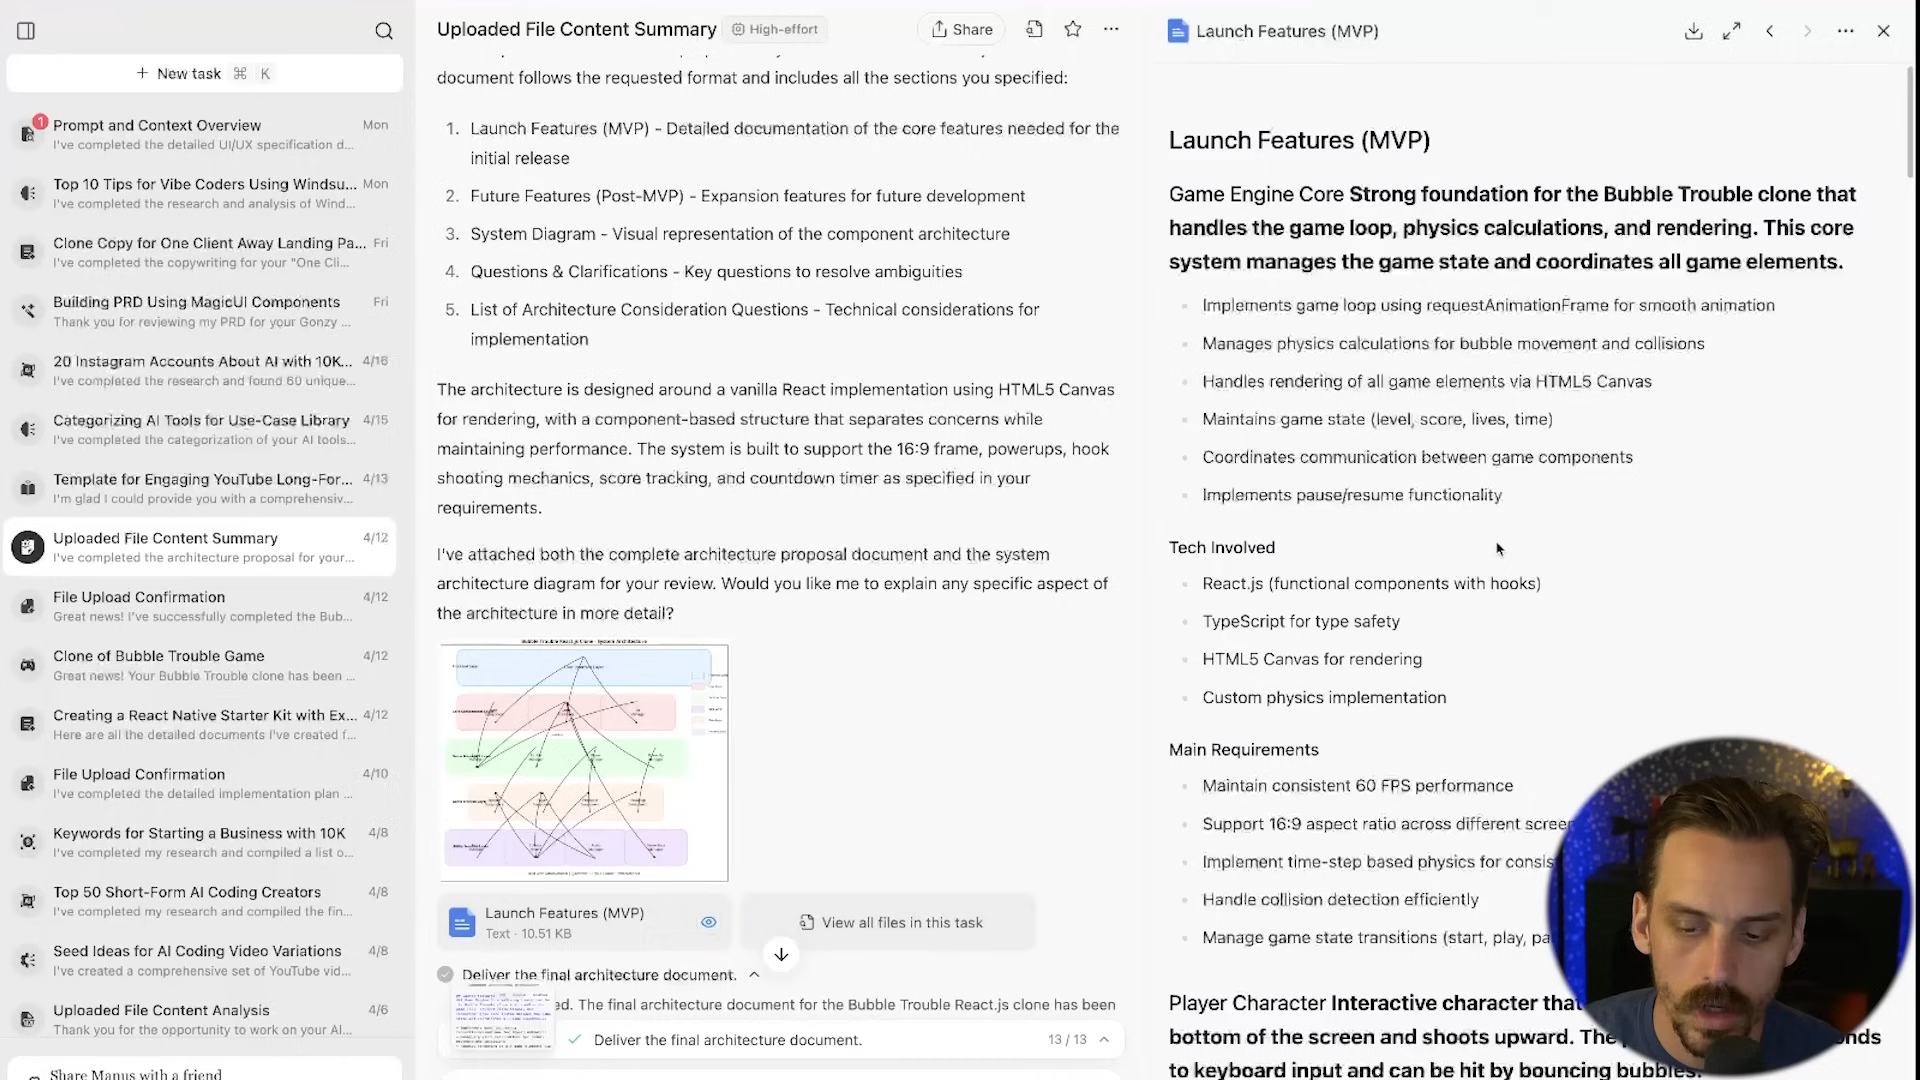 New task ⌘ K
1
Prompt and Context Overview Mon
I've completed the detailed UI/UX specification d...
Top 10 Tips for Vibe Coders Using Windsu... Mon
I've completed the research and analysis of Wind...
Clone Copy for One Client Away Landing Pa... Fri
I've completed the copywriting for your "One Cli...
Building PRD Using MagicUI Components Fri
Thank you for reviewing my PRD for your Gonzy ...
20 Instagram Accounts About AI with 10K... 4/16
I've completed the research and found 60 unique...
Categorizing AI Tools for Use-Case Library 4/15
I've completed the categorization of your AI tools...
Template for Engaging YouTube Long-For... 4/13
I'm glad I could provide you with a comprehensiv...
Uploaded File Content Summary 4/12
I've completed the architecture proposal for your...
File Upload Confirmation 4/12
Great news! I've successfully completed the Bub...
Clone of Bubble Trouble Game 4/12
Great news! Your Bubble Trouble clone has been ...
Creating a React Native Starter Kit with Ex... 4/12
Here are all the detailed documents I've created f...
File Upload Confirmation 4/10
I've completed the detailed implementation plan ...
Keywords for Starting a Business with 10K 4/8
I've completed my research and compiled a list o...
Top 50 Short-Form AI Coding Creators 4/8
I've completed my research and compiled the fin...
Seed Ideas for AI Coding Video Variations 4/8
I've created a comprehensive set of YouTube vid...
Uploaded File Content Analysis 4/6
Thank you for the opportunity to work on your AI...
Share Manus with a friend
Uploaded File Content Summary High-effort Share
document follows the requested format and includes all the sections you specified:
1. Launch Features (MVP) - Detailed documentation of the core features needed for the
initial release
2. Future Features (Post-MVP) - Expansion features for future development
3. System Diagram - Visual representation of the component architecture
4. Questions & Clarifications - Key questions to resolve ambiguities
5. List of Architecture Consideration Questions - Technical considerations for
implementation
The architecture is designed around a vanilla React implementation using HTML5 Canvas
for rendering, with a component-based structure that separates concerns while
maintaining performance. The system is built to support the 16:9 frame, powerups, hook
shooting mechanics, score tracking, and countdown timer as specified in your
requirements.
I've attached both the complete architecture proposal document and the system
architecture diagram for your review. Would you like me to explain any specific aspect of
the architecture in more detail?
Bubble Trouble React.js Clone - System Architecture
Launch Features (MVP)
Text · 10.51 KB
View all files in this task
Deliver the final architecture document.
ed. The final architecture document for the Bubble Trouble React.js clone has been
Deliver the final architecture document. 13 / 13
Launch Features (MVP)
Launch Features (MVP)
Game Engine Core Strong foundation for the Bubble Trouble clone that
handles the game loop, physics calculations, and rendering. This core
system manages the game state and coordinates all game elements.
Implements game loop using requestAnimationFrame for smooth animation
Manages physics calculations for bubble movement and collisions
Handles rendering of all game elements via HTML5 Canvas
Maintains game state (level, score, lives, time)
Coordinates communication between game components
Implements pause/resume functionality
Tech Involved
React.js (functional components with hooks)
TypeScript for type safety
HTML5 Canvas for rendering
Custom physics implementation
Main Requirements
Maintain consistent 60 FPS performance
Support 16:9 aspect ratio across different screen
Implement time-step based physics for consis
Handle collision detection efficiently
Manage game state transitions (start, play, pa
Player Character Interactive character that
bottom of the screen and shoots upward. The onds
to keyboard input and can be hit by bouncing bubbles.